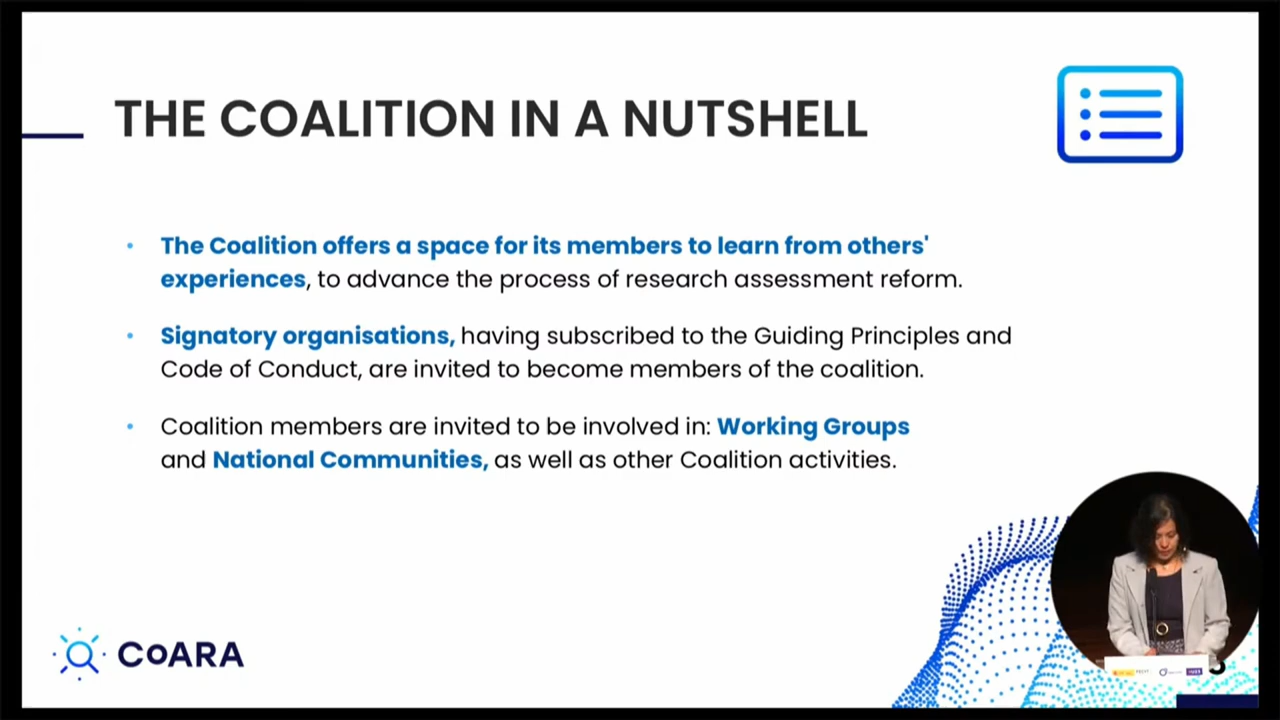 THE COALITION IN A NUTSHELL
• The Coalition offers a space for its members to learn from others'
experiences, to advance the process of research assessment reform.
• Signatory organisations, having subscribed to the Guiding Principles and
Code of Conduct, are invited to become members of the coalition.
• Coalition members are invited to be involved in: Working Groups
and National Communities, as well as other Coalition activities.
CoARA